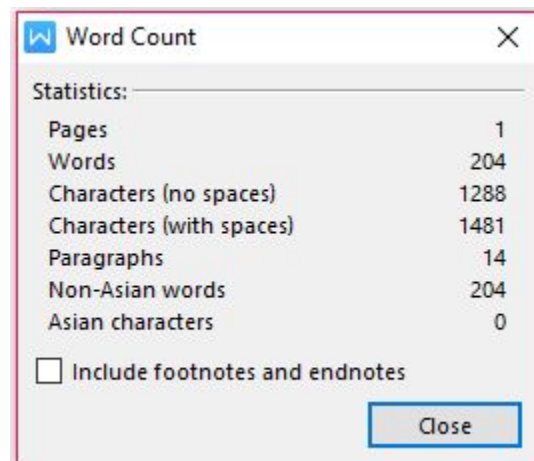 Word Count
Statistics:
Pages 1
Words 204
Characters (no spaces) 1288
Characters (with spaces) 1481
Paragraphs 14
Non-Asian words 204
Asian characters 0
Include footnotes and endnotes
Close